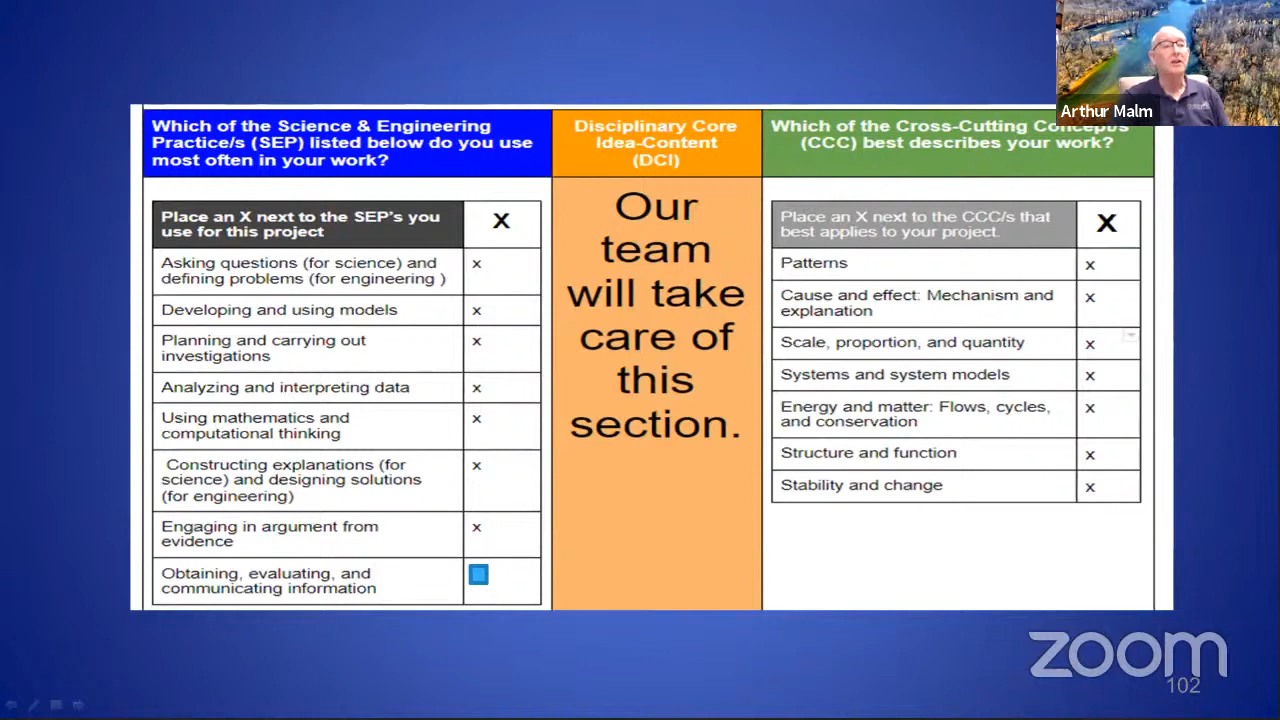 Arthur Malm
Which of the Science & Engineering
Practice/s (SEP) listed below do you use
most often in your work?
Place an X next to the SEP's you
use for this project
X
Asking questions (for science) and
defining problems (for engineering )
x
Developing and using models
x
Planning and carrying out
investigations
x
Analyzing and interpreting data
x
Using mathematics and
computational thinking
x
Constructing explanations (for
science) and designing solutions
(for engineering)
x
Engaging in argument from
evidence
x
Obtaining, evaluating, and
communicating information
Disciplinary Core
Idea-Content
(DCI)
Our
team
will take
care of
this
section.
Which of the Cross-Cutting Concept/s
(CCC) best describes your work?
Place an X next to the CCC/s that
best applies to your project.
X
Patterns
x
Cause and effect: Mechanism and
explanation
x
Scale, proportion, and quantity
x
Systems and system models
x
Energy and matter: Flows, cycles,
and conservation
x
Structure and function
x
Stability and change
x
zoom
102